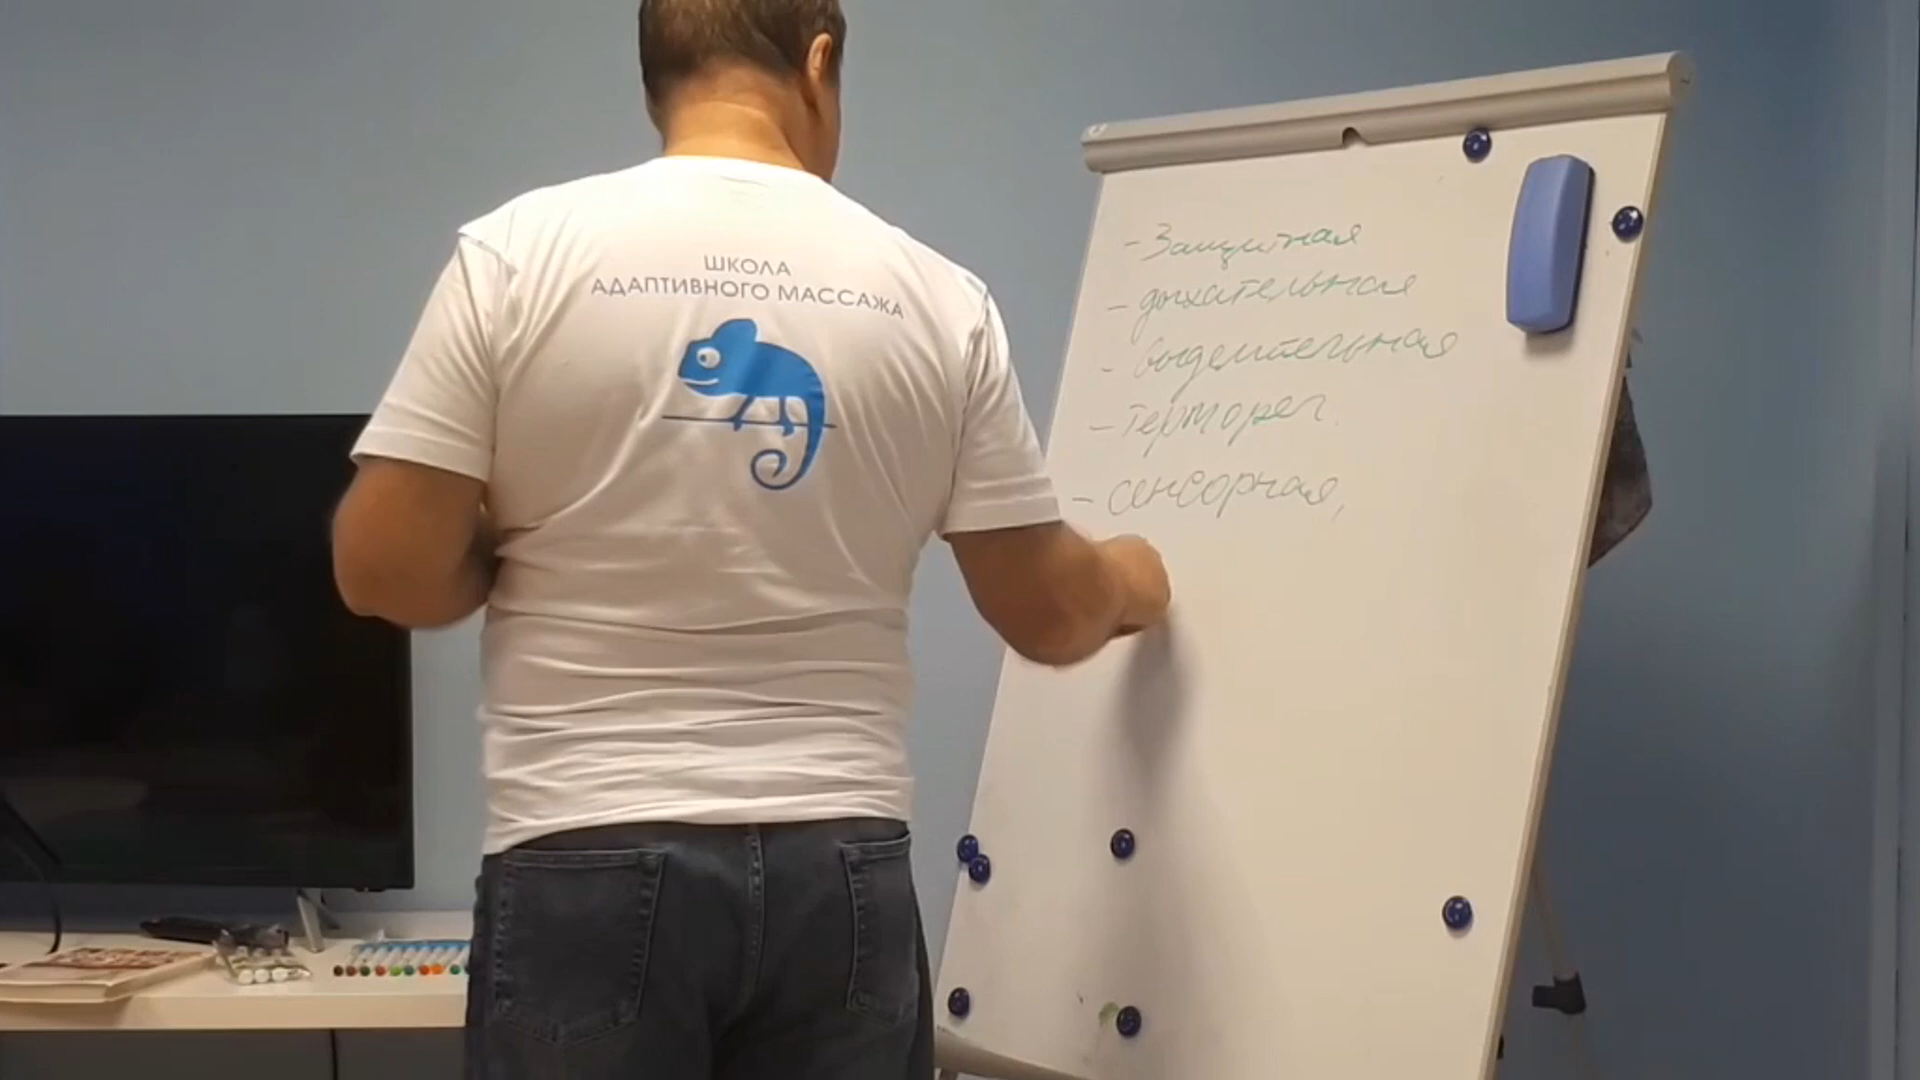 ШКОЛА
АДАПТИВНОГО МАССАЖА
- Защитная
- дыхательная
- выделительная
- терморег.
- сенсорная,